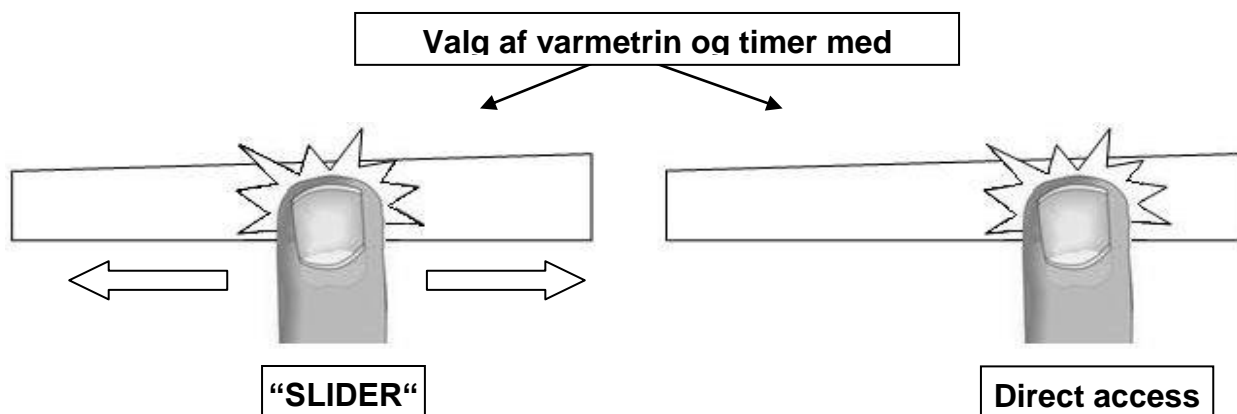 Valg af varmetrin og timer med
“SLIDER“
Direct access